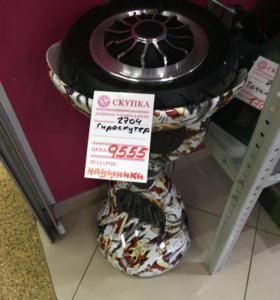 СКУПКА
2704
Гироскутер
ЦЕНА: 9555
ПОДАРОК:
наушники